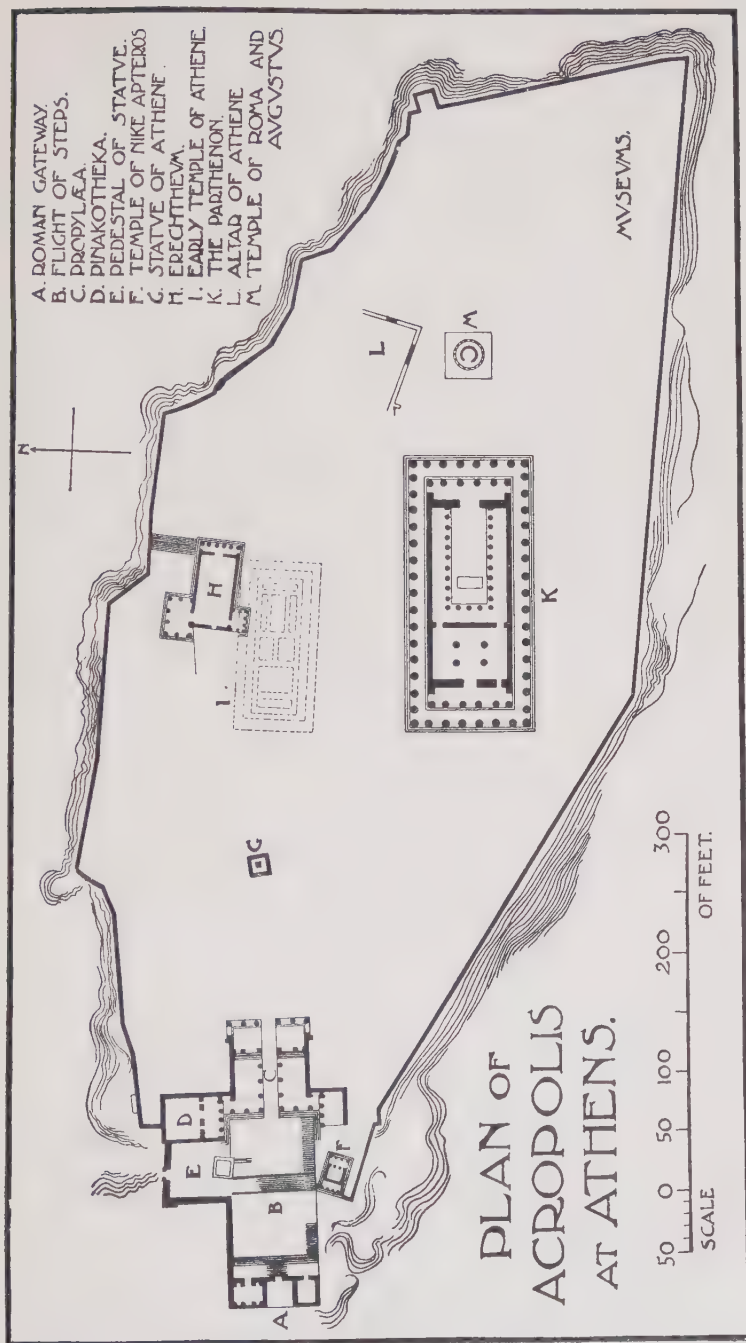 A. ROMAN GATEWAY.
B. FLIGHT OF STEPS.
C. PROPYLÆA.
D. PINAKOTHEKA.
E. PEDESTAL OF STATVE.
F. TEMPLE OF NIKE APTEROS
G. STATVE OF ATHENE.
H. ERECHTHEVM.
I. EARLY TEMPLE OF ATHENE.
K. THE PARTHENON.
L. ALTAR OF ATHENE
M TEMPLE OF ROMA AND
AVGVSTVS.
N
H
I.
L
M
MVSEVMS.
G
K
D
E
C
B
F
A
PLAN OF
ACROPOLIS
AT ATHENS.
50 0 50 100 200 300
SCALE OF FEET.